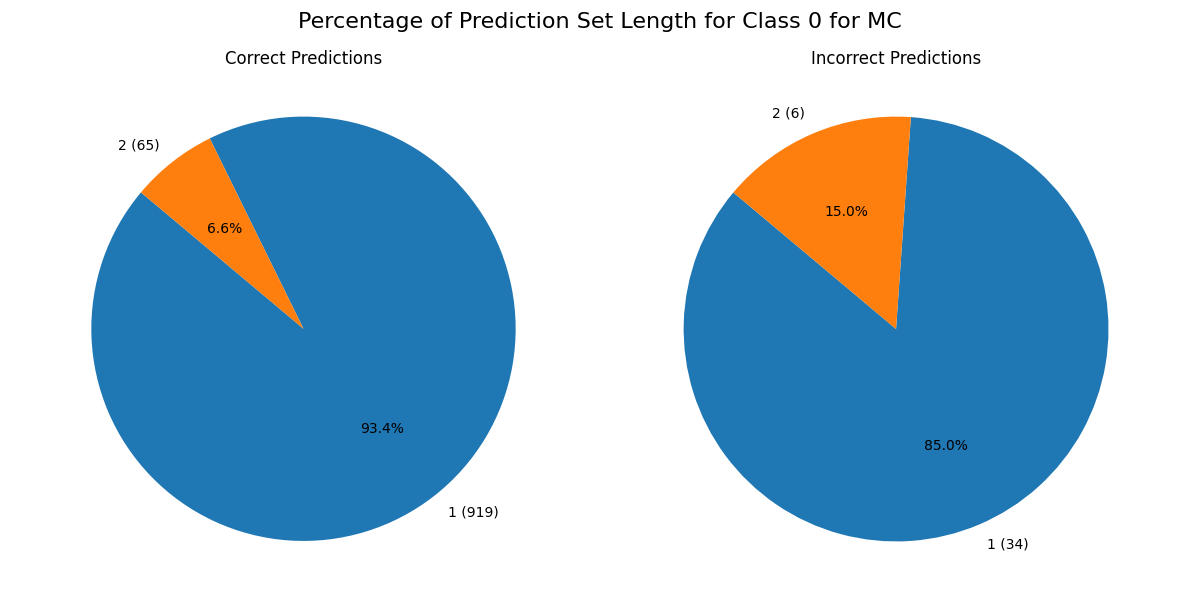 Percentage of Prediction Set Length for Class 0 for MC
Correct Predictions
2 (65)
6.6%
93.4%
1 (919)
Incorrect Predictions
2 (6)
15.0%
85.0%
1 (34)